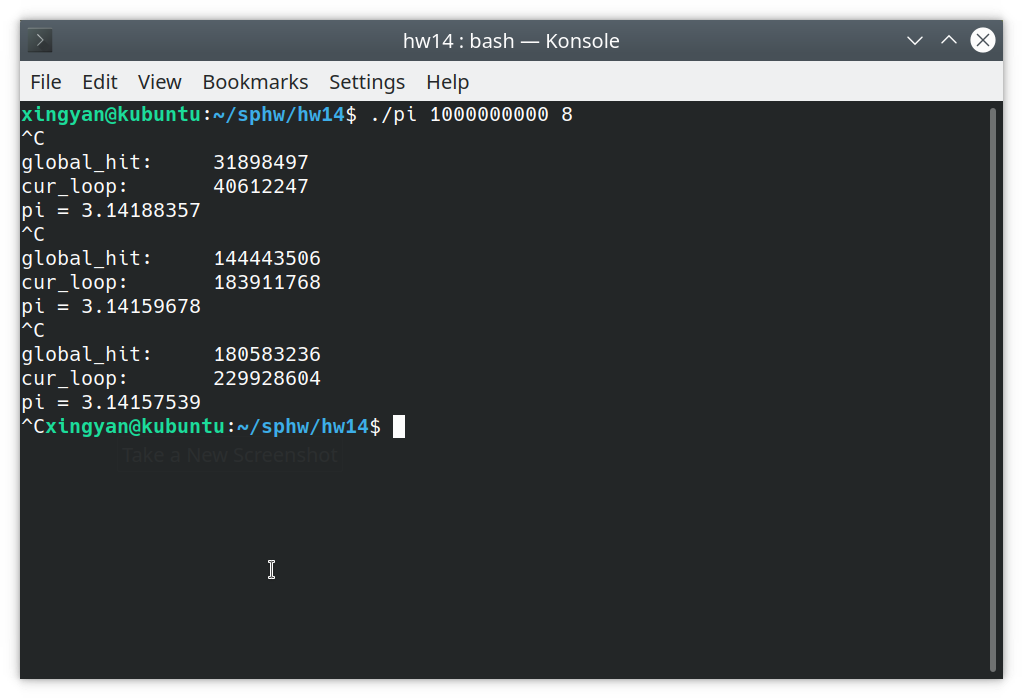 hw14 : bash — Konsole
File Edit View Bookmarks Settings Help
xingyan@kubuntu:~/sphw/hw14$ ./pi 1000000000 8
^C
global_hit:     31898497
cur_loop:       40612247
pi = 3.14188357
^C
global_hit:     144443506
cur_loop:       183911768
pi = 3.14159678
^C
global_hit:     180583236
cur_loop:       229928604
pi = 3.14157539
^Cxingyan@kubuntu:~/sphw/hw14$
Take a New Screenshot